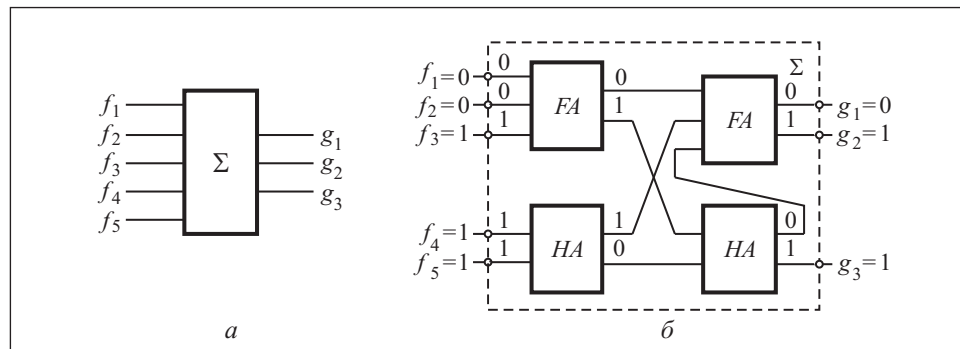 f₁
f₂
f₃
f₄
f₅
Σ
g₁
g₂
g₃
а
f₁=0
f₂=0
f₃=1
f₄=1
f₅=1
0
0
1
1
1
FA
0
1
HA
1
0
Σ
FA
0
1
HA
0
1
g₁=0
g₂=1
g₃=1
б